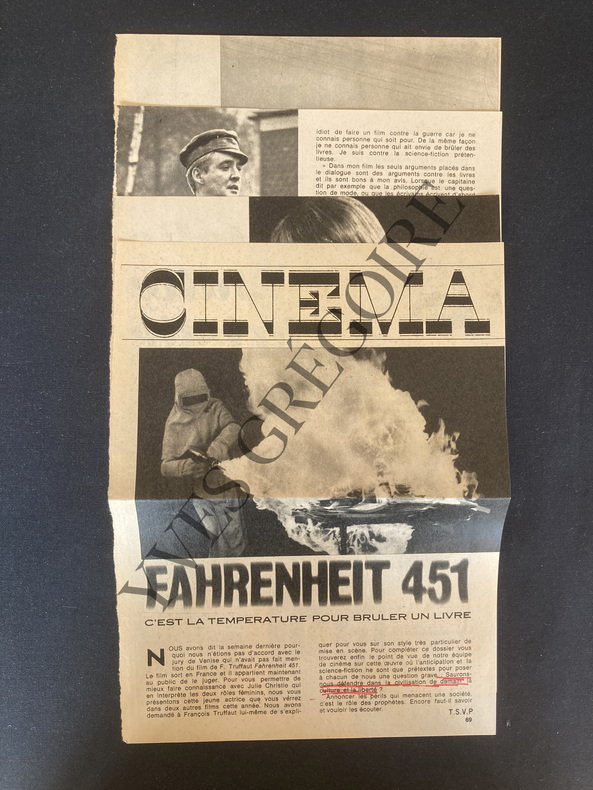 idiot de faire un film contre la guerre car je ne
connais personne qui soit pour. De la même façon
je ne connais personne qui ait envie de brûler des
livres. Je suis contre la science-fiction préten-
tieuse.
« Dans mon film les seuls arguments placés dans
le dialogue sont des arguments contre les livres
et ils sont bons à mon avis. Lorsque le capitaine
dit par exemple que la philosophie est une ques-
tion de mode, ou que les écrivains écrivent d'abord
CINEMA
YVES GRÉGOIRE
FAHRENHEIT 451
C'EST LA TEMPERATURE POUR BRULER UN LIVRE
NOUS avons dit la semaine dernière pour-
quoi nous n'étions pas d'accord avec le
jury de Venise qui n'avait pas fait men-
tion du film de F. Truffaut Fahrenheit 451.
Le film sort en France et il appartient maintenant
au public de le juger. Pour vous permettre de
mieux faire connaissance avec Julie Christie qui
en interprète les deux rôles féminins, nous vous
présentons cette jeune actrice que vous verrez
dans deux autres films cette année. Nous avons
demandé à François Truffaut lui-même de s'expli-
quer pour vous sur son style très particulier de
mise en scène. Pour compléter ce dossier vous
trouverez enfin le point de vue de notre équipe
de cinéma sur cette œuvre où l'anticipation et la
science-fiction ne sont que prétextes pour poser
à chacun de nous une question grave : Saurons-
nous défendre dans la civilisation de demain la
culture et la liberté ?
Annoncer les périls qui menacent une société,
c'est le rôle des prophètes. Encore faut-il savoir
et vouloir les écouter.
T.S.V.P
69